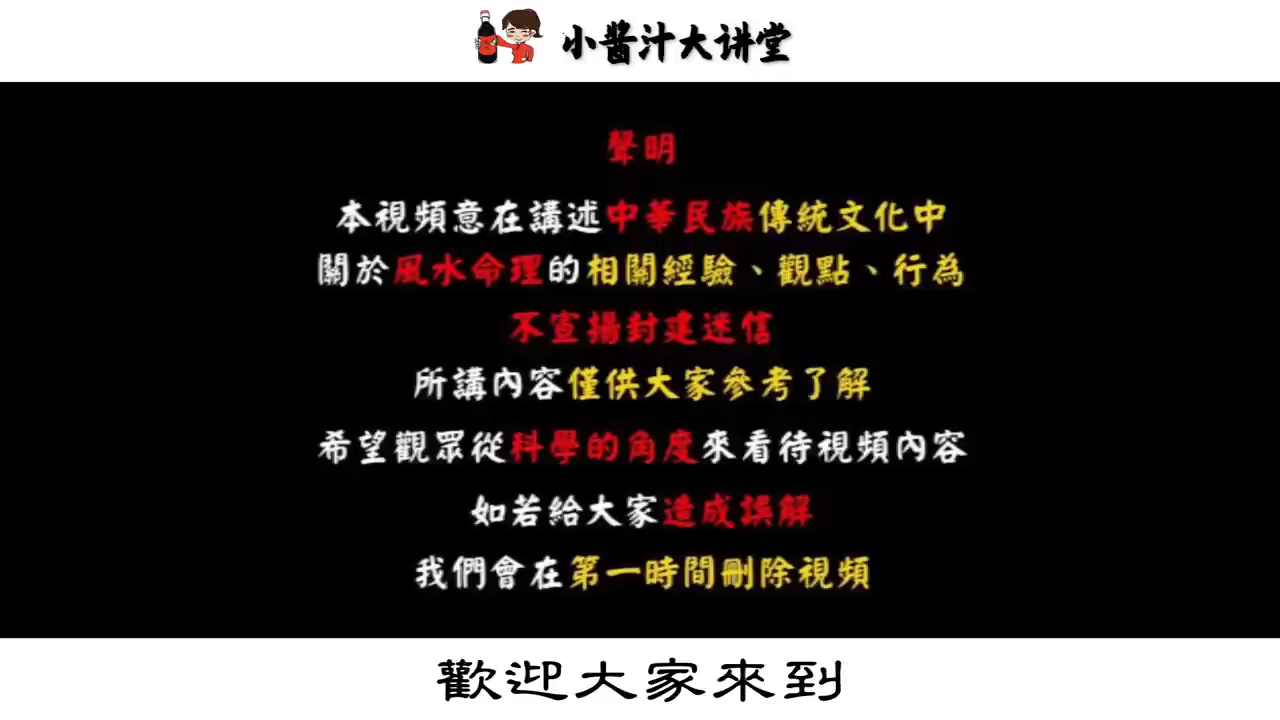 小醬汁大讲堂
聲明
本視頻意在講述中華民族傳統文化中
關於風水命理的相關經驗、觀點、行為
不宣揚封建迷信
所講內容僅供大家參考了解
希望觀眾從科學的角度來看待視頻內容
如若給大家造成誤解
我們會在第一時間刪除視頻
歡迎大家來到